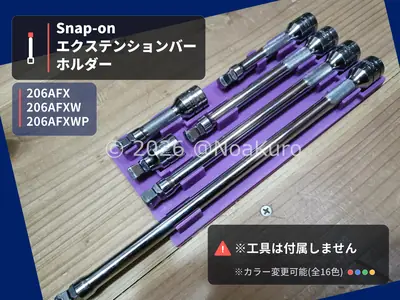 Snap-on
エクステンションバー
ホルダー
206AFX
206AFXW
206AFXWP
© 2026 @NoaKuro
※工具は付属しません
※カラー変更可能(全16色)